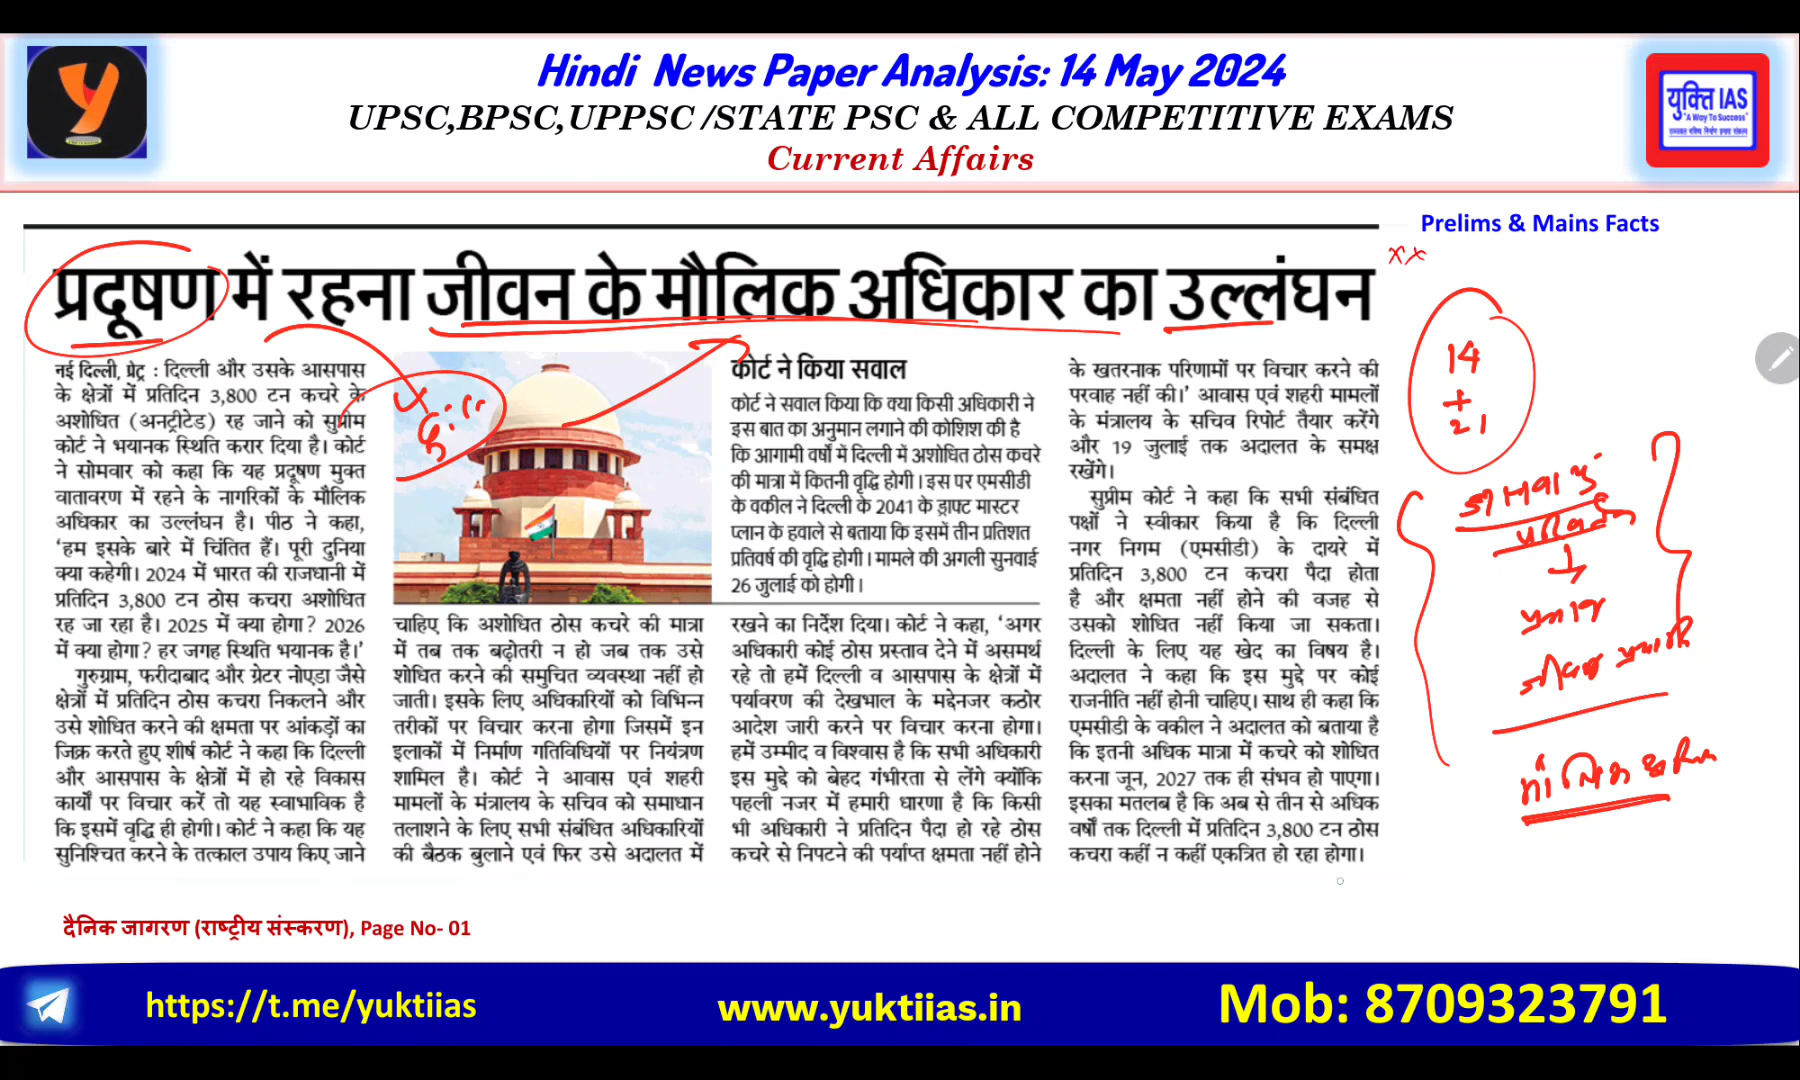 Hindi News Paper Analysis: 14 May 2024
UPSC,BPSC,UPPSC /STATE PSC & ALL COMPETITIVE EXAMS
Current Affairs
युक्ति IAS
"A Way To Success"
Prelims & Mains Facts
प्रदूषण में रहना जीवन के मौलिक अधिकार का उल्लंघन
नई दिल्ली, प्रेट्र : दिल्ली और उसके आसपास
के क्षेत्रों में प्रतिदिन 3,800 टन कचरे के
अशोधित (अनट्रीटेड) रह जाने को सुप्रीम
कोर्ट ने भयानक स्थिति करार दिया है। कोर्ट
ने सोमवार को कहा कि यह प्रदूषण मुक्त
वातावरण में रहने के नागरिकों के मौलिक
अधिकार का उल्लंघन है। पीठ ने कहा,
'हम इसके बारे में चिंतित हैं। पूरी दुनिया
क्या कहेगी। 2024 में भारत की राजधानी में
प्रतिदिन 3,800 टन ठोस कचरा अशोधित
रह जा रहा है। 2025 में क्या होगा? 2026
में क्या होगा? हर जगह स्थिति भयानक है।'
गुरुग्राम, फरीदाबाद और ग्रेटर नोएडा जैसे
क्षेत्रों में प्रतिदिन ठोस कचरा निकलने और
उसे शोधित करने की क्षमता पर आंकड़ों का
जिक्र करते हुए शीर्ष कोर्ट ने कहा कि दिल्ली
और आसपास के क्षेत्रों में हो रहे विकास
कार्यों पर विचार करें तो यह स्वाभाविक है
कि इसमें वृद्धि ही होगी। कोर्ट ने कहा कि यह
सुनिश्चित करने के तत्काल उपाय किए जाने
चाहिए कि अशोधित ठोस कचरे की मात्रा
में तब तक बढ़ोतरी न हो जब तक उसे
शोधित करने की समुचित व्यवस्था नहीं हो
जाती। इसके लिए अधिकारियों को विभिन्न
तरीकों पर विचार करना होगा जिसमें इन
इलाकों में निर्माण गतिविधियों पर नियंत्रण
शामिल है। कोर्ट ने आवास एवं शहरी
मामलों के मंत्रालय के सचिव को समाधान
तलाशने के लिए सभी संबंधित अधिकारियों
की बैठक बुलाने एवं फिर उसे अदालत में
कोर्ट ने किया सवाल
कोर्ट ने सवाल किया कि क्या किसी अधिकारी ने
इस बात का अनुमान लगाने की कोशिश की है
कि आगामी वर्षों में दिल्ली में अशोधित ठोस कचरे
की मात्रा में कितनी वृद्धि होगी। इस पर एमसीडी
के वकील ने दिल्ली के 2041 के ड्राफ्ट मास्टर
प्लान के हवाले से बताया कि इसमें तीन प्रतिशत
प्रतिवर्ष की वृद्धि होगी। मामले की अगली सुनवाई
26 जुलाई को होगी।
रखने का निर्देश दिया। कोर्ट ने कहा, 'अगर
अधिकारी कोई ठोस प्रस्ताव देने में असमर्थ
रहे तो हमें दिल्ली व आसपास के क्षेत्रों में
पर्यावरण की देखभाल के मद्देनजर कठोर
आदेश जारी करने पर विचार करना होगा।
हमें उम्मीद व विश्वास है कि सभी अधिकारी
इस मुद्दे को बेहद गंभीरता से लेंगे क्योंकि
पहली नजर में हमारी धारणा है कि किसी
भी अधिकारी ने प्रतिदिन पैदा हो रहे ठोस
कचरे से निपटने की पर्याप्त क्षमता नहीं होने
के खतरनाक परिणामों पर विचार करने की
परवाह नहीं की।' आवास एवं शहरी मामलों
के मंत्रालय के सचिव रिपोर्ट तैयार करेंगे
और 19 जुलाई तक अदालत के समक्ष
रखेंगे।
सुप्रीम कोर्ट ने कहा कि सभी संबंधित
पक्षों ने स्वीकार किया है कि दिल्ली
नगर निगम (एमसीडी) के दायरे में
प्रतिदिन 3,800 टन कचरा पैदा होता
है और क्षमता नहीं होने की वजह से
उसको शोधित नहीं किया जा सकता।
दिल्ली के लिए यह खेद का विषय है।
अदालत ने कहा कि इस मुद्दे पर कोई
राजनीति नहीं होनी चाहिए। साथ ही कहा कि
एमसीडी के वकील ने अदालत को बताया है
कि इतनी अधिक मात्रा में कचरे को शोधित
करना जून, 2027 तक ही संभव हो पाएगा।
इसका मतलब है कि अब से तीन से अधिक
वर्षों तक दिल्ली में प्रतिदिन 3,800 टन ठोस
कचरा कहीं न कहीं एकत्रित हो रहा होगा।
14
+
21
दैनिक जागरण (राष्ट्रीय संस्करण), Page No- 01
https://t.me/yuktiias
www.yuktiias.in
Mob: 8709323791